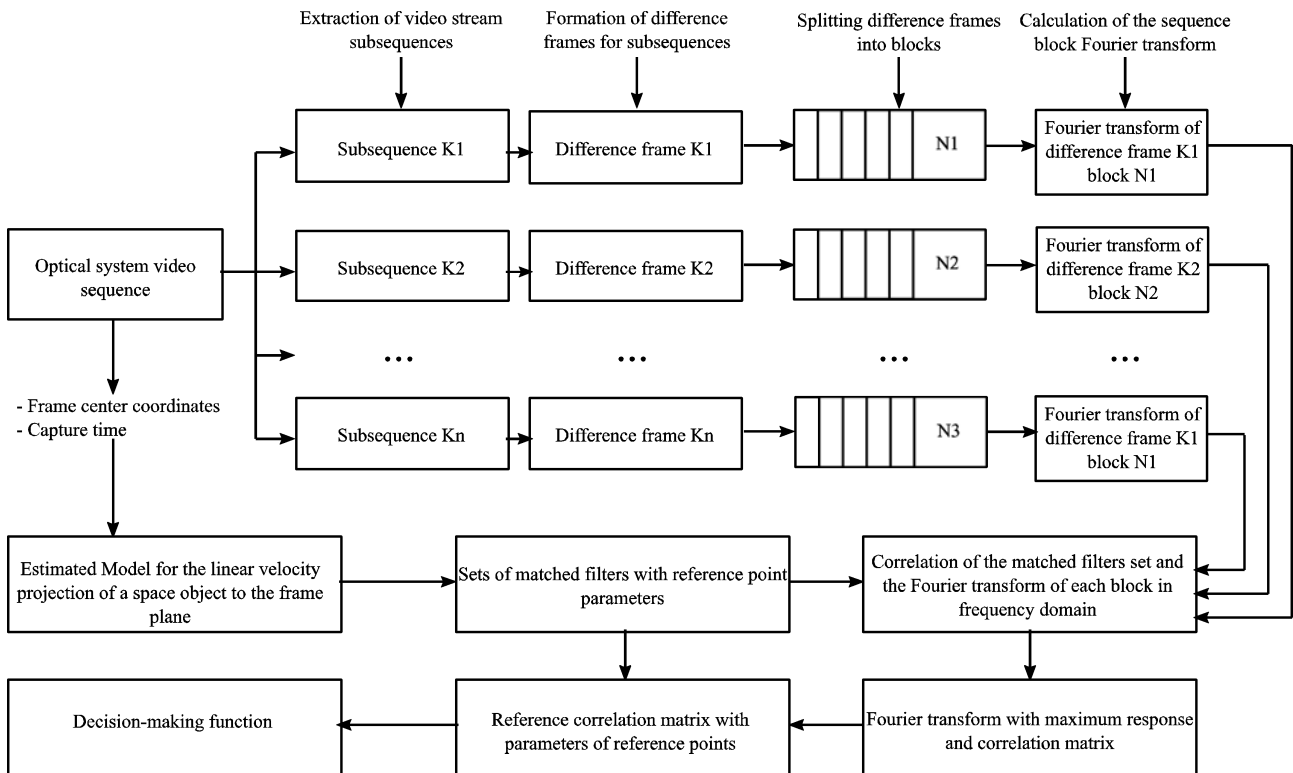 Extraction of video stream
subsequences
Formation of difference
frames for subsequences
Splitting difference frames
into blocks
Calculation of the sequence
block Fourier transform
Subsequence K1
Difference frame K1
N1
Fourier transform of
difference frame K1
block N1
Optical system video
sequence
Subsequence K2
Difference frame K2
N2
Fourier transform of
difference frame K2
block N2
...
...
...
...
- Frame center coordinates
- Capture time
Subsequence Kn
Difference frame Kn
N3
Fourier transform of
difference frame K1
block N1
Estimated Model for the linear velocity
projection of a space object to the frame
plane
Sets of matched filters with reference point
parameters
Correlation of the matched filters set and
the Fourier transform of each block in
frequency domain
Decision-making function
Reference correlation matrix with
parameters of reference points
Fourier transform with maximum response
and correlation matrix